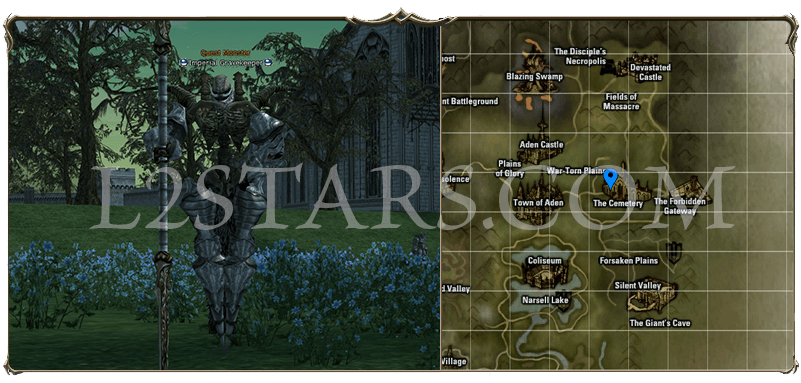 Quest Monster
Imperial Gravekeeper
L2STARS.COM
The Disciple's
Necropolis
ost
Blazing Swamp
Devastated
Castle
nt Battleground
Fields of
Massacre
Aden Castle
Plains
of Glory
War-Torn Plains
solence
Town of Aden
The Cemetery
The Forbidden
Gateway
Coliseum
Forsaken Plains
d Valley
Narsell Lake
Silent Valley
The Giant's Cave
Village